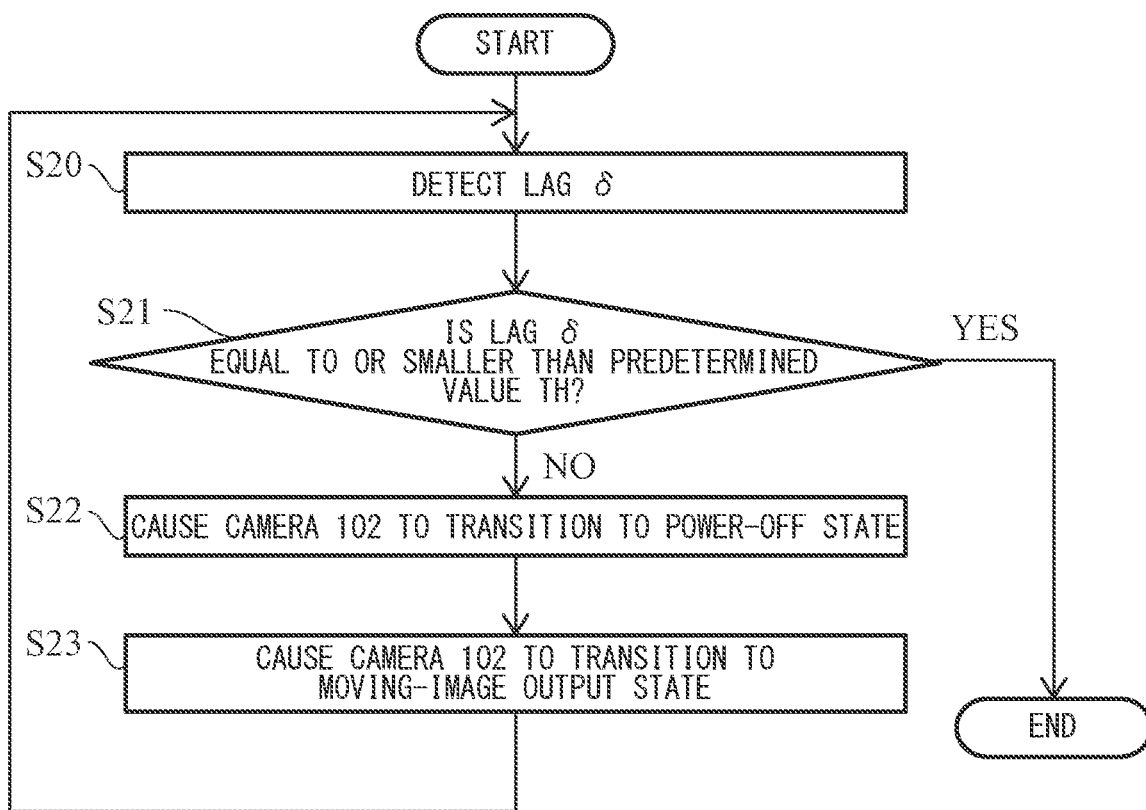 START
S20
DETECT LAG δ
S21
IS LAG δ
EQUAL TO OR SMALLER THAN PREDETERMINED
VALUE TH?
YES
NO
S22
CAUSE CAMERA 102 TO TRANSITION TO POWER-OFF STATE
S23
CAUSE CAMERA 102 TO TRANSITION TO
MOVING-IMAGE OUTPUT STATE
END